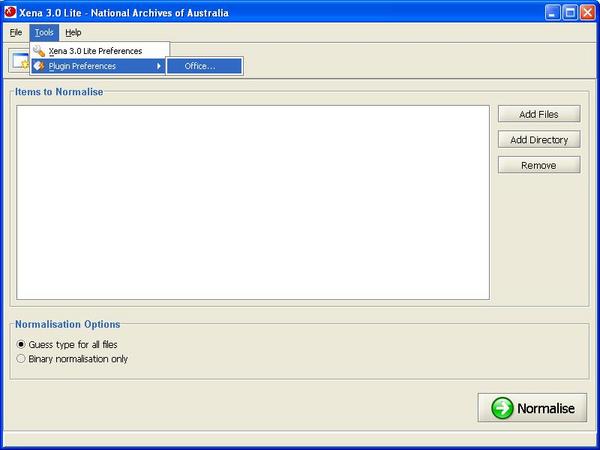 Xena 3.0 Lite - National Archives of Australia
File Tools Help
Xena 3.0 Lite Preferences
Plugin Preferences Office...
Items to Normalise
Add Files
Add Directory
Remove
Normalisation Options
Guess type for all files
Binary normalisation only
Normalise